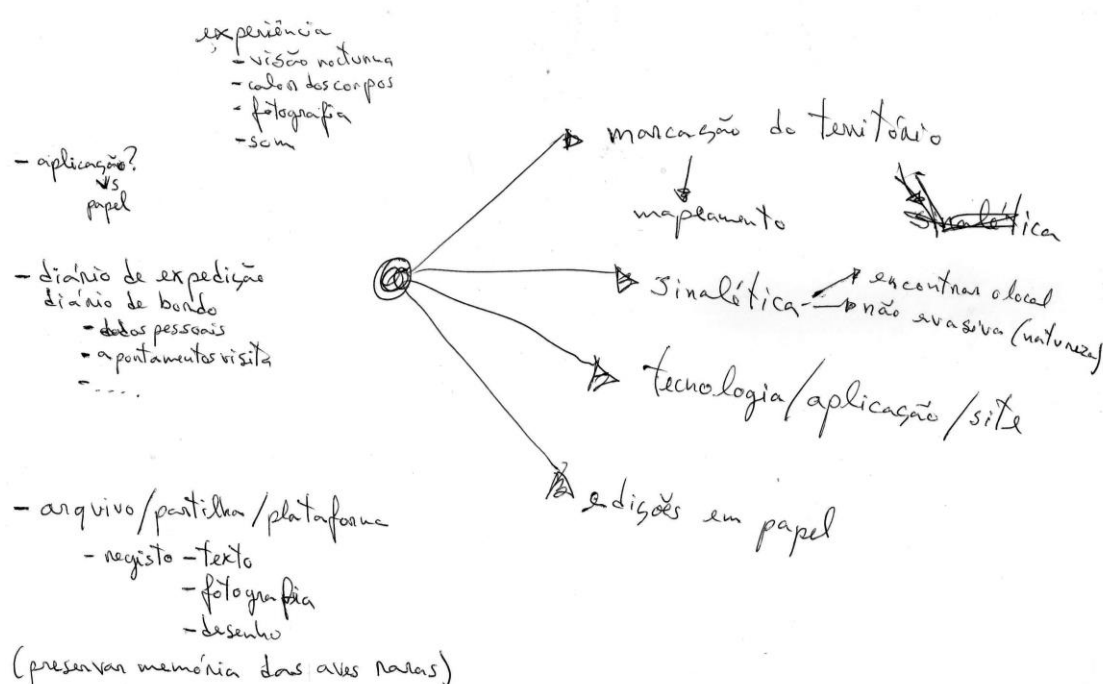 experiência
- visão nocturna
- calor dos corpos
- fotografia
- som
- aplicação?
vs
papel
- diário de expedição
diário de bordo
- dados pessoais
- apontamentos visita
- .....
- arquivo/partilha/plataforma
- registo - texto
- fotografia
- desenho
(preservar memória das aves raras)
marcação do território
mapeamento
sinalética
sinalética - encontrar o local
não evasiva (natureza)
tecnologia/aplicação/site
edições em papel